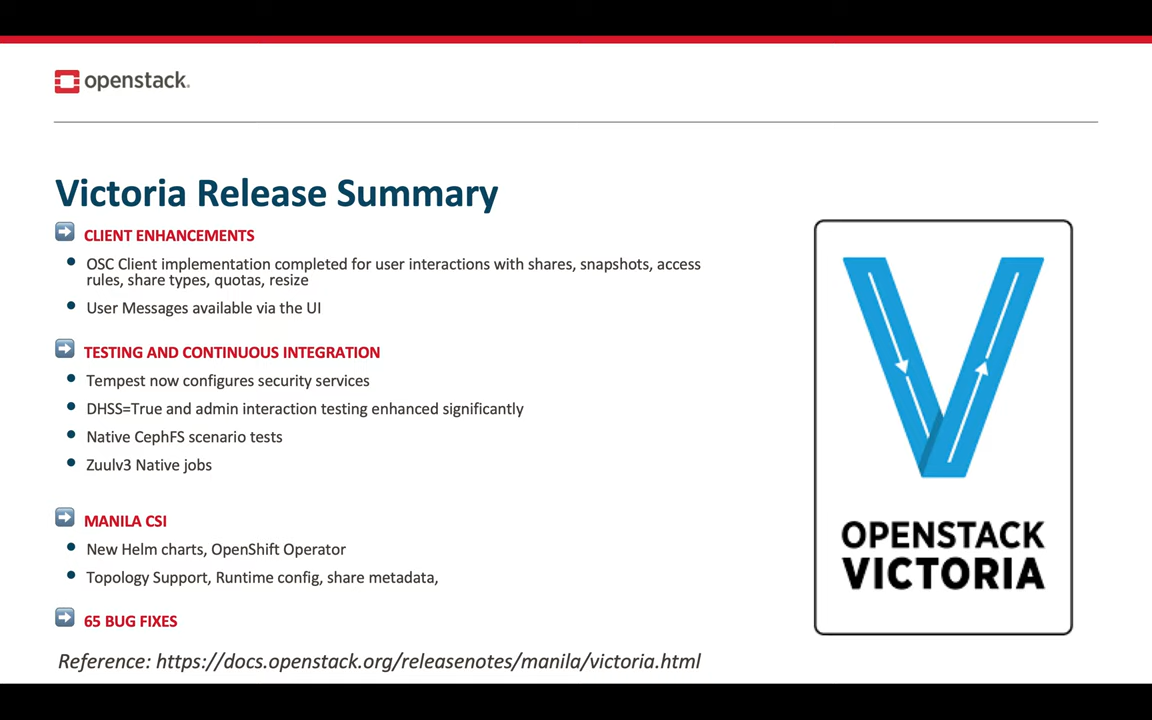 openstack.
Victoria Release Summary
CLIENT ENHANCEMENTS
OSC Client implementation completed for user interactions with shares, snapshots, access
rules, share types, quotas, resize
User Messages available via the UI
TESTING AND CONTINUOUS INTEGRATION
Tempest now configures security services
DHSS=True and admin interaction testing enhanced significantly
Native CephFS scenario tests
Zuulv3 Native jobs
MANILA CSI
New Helm charts, OpenShift Operator
Topology Support, Runtime config, share metadata,
65 BUG FIXES
Reference: https://docs.openstack.org/releasenotes/manila/victoria.html
V
OPENSTACK
VICTORIA